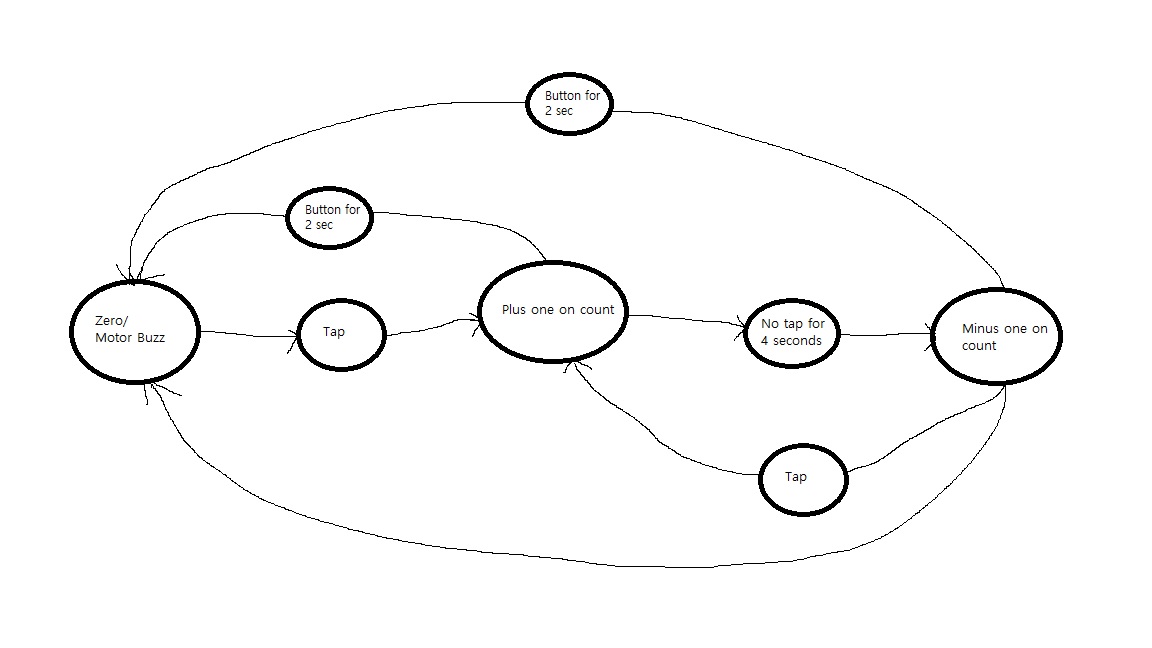 Button for
2 sec
Button for
2 sec
Zero/
Motor Buzz
Tap
Plus one on count
No tap for
4 seconds
Minus one on
count
Tap